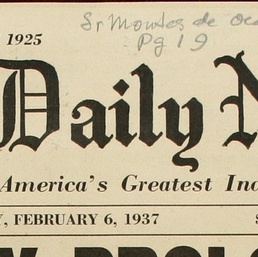 Sr Montes de Oca
1925
Pg 19
Daily N
America's Greatest Ind
Y, FEBRUARY 6, 1937